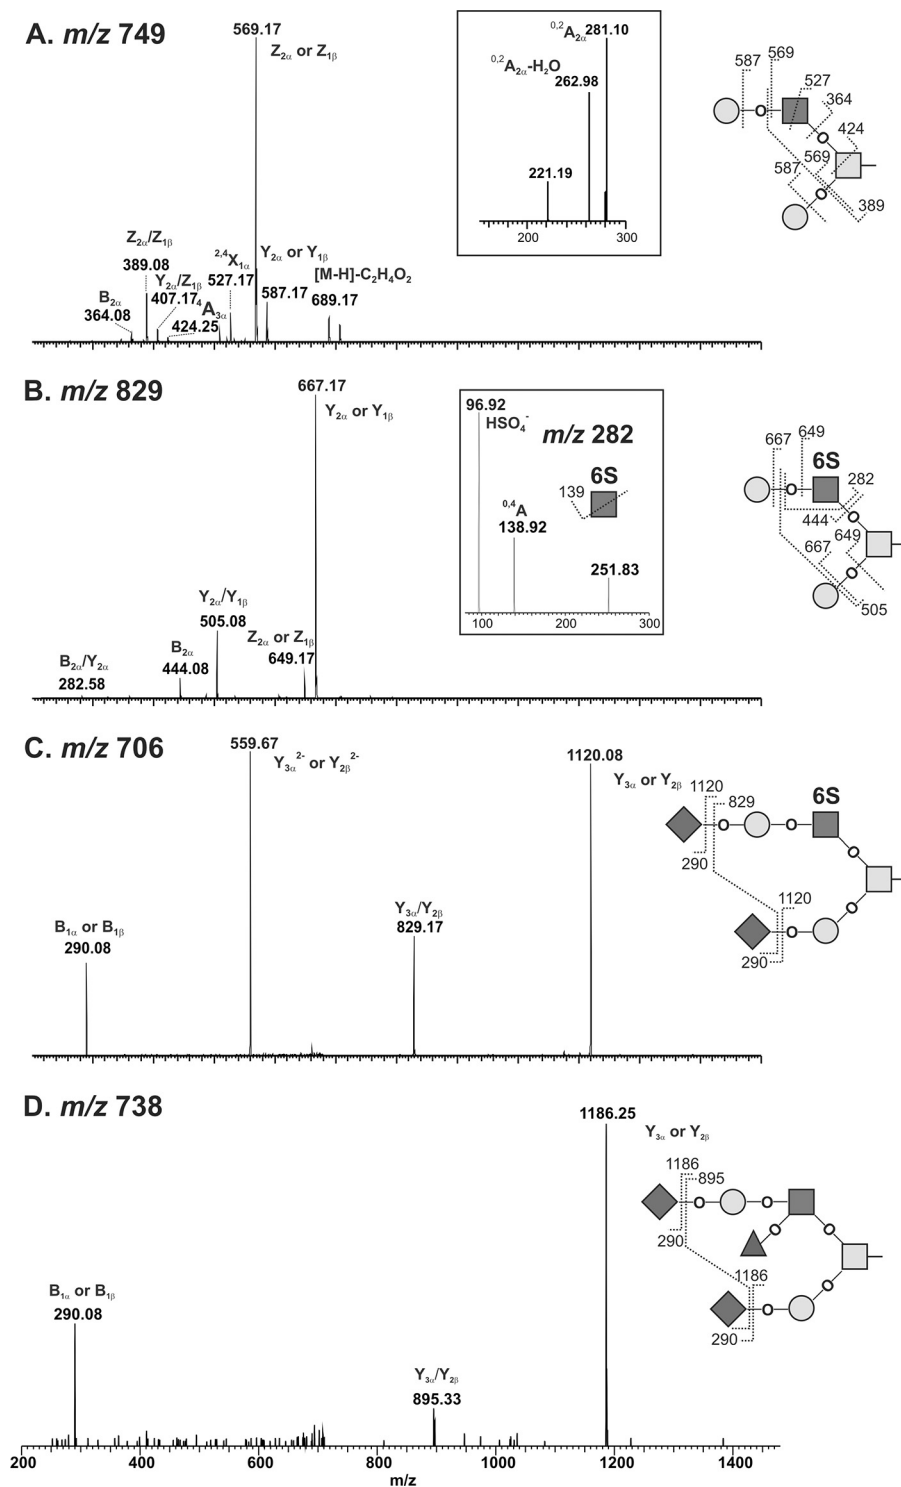 A. m/z 749
569.17
Z2α or Z1β
0,2A2α 281.10
0,2A2α-H2O
262.98
221.19
200
300
587
569
O
527
364
O
424
569
587
O
389
Z2α/Z1β
389.08
2,4X1α
527.17
Y2α or Y1β
587.17
[M-H]-C2H4O2
689.17
Y2α/Z1β
407.17
B2α
364.08
4A3α
424.25
B. m/z 829
667.17
Y2α or Y1β
96.92
HSO4-
m/z 282
6S
139
0,4A
138.92
251.83
100
200
300
667
649
6S
O
282
444
O
649
667
O
505
Y2α/Y1β
505.08
Z2α or Z1β
649.17
B2α
444.08
B2α/Y2α
282.58
C. m/z 706
559.67
Y3α2- or Y2β2-
1120.08
Y3α or Y2β
1120
829
6S
O
O
290
O
1120
O
O
290
Y3α/Y2β
829.17
B1α or B1β
290.08
D. m/z 738
1186.25
Y3α or Y2β
1186
895
O
O
290
O
O
1186
O
O
290
B1α or B1β
290.08
Y3α/Y2β
895.33
200
400
600
800
1000
1200
1400
m/z